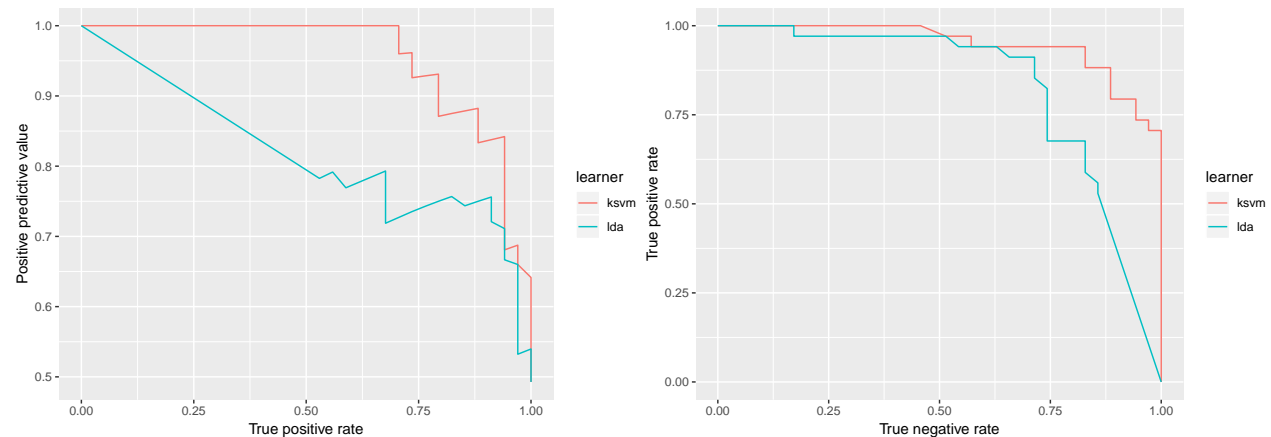 1.0
0.9
0.8
0.7
0.6
0.5
Positive predictive value
0.00
0.25
0.50
0.75
1.00
True positive rate
learner
ksvm
lda
1.00
0.75
0.50
0.25
0.00
True positive rate
0.00
0.25
0.50
0.75
1.00
True negative rate
learner
ksvm
lda